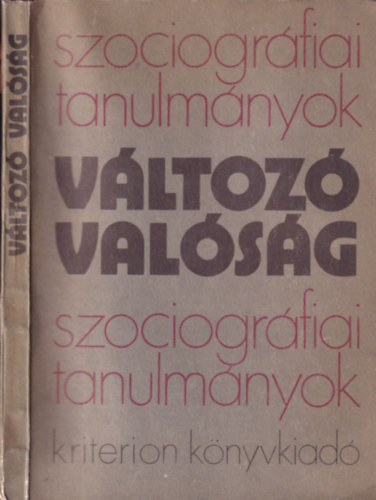 VÁLTOZÓ VALÓSÁG
szociográfiai
tanulmányok
VÁLTOZÓ
VALÓSÁG
szociográfiai
tanulmányok
kriterion könyvkiadó